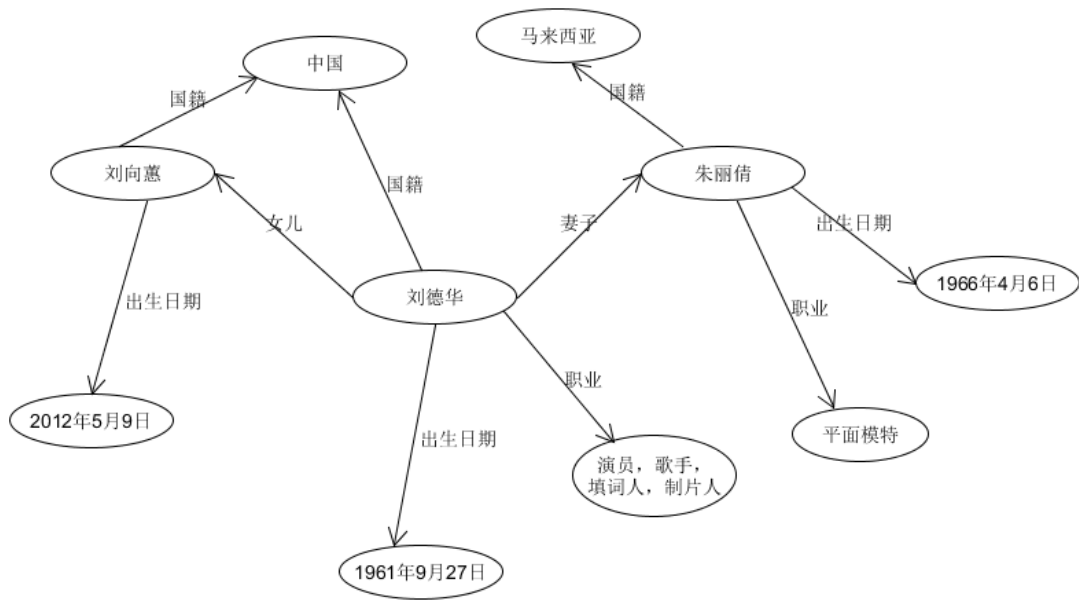 马来西亚
中国
国籍
国籍
刘向蕙
朱丽倩
国籍
女儿
妻子
出生日期
刘德华
1966年4月6日
出生日期
职业
职业
2012年5月9日
出生日期
平面模特
演员，歌手，
填词人，制片人
1961年9月27日